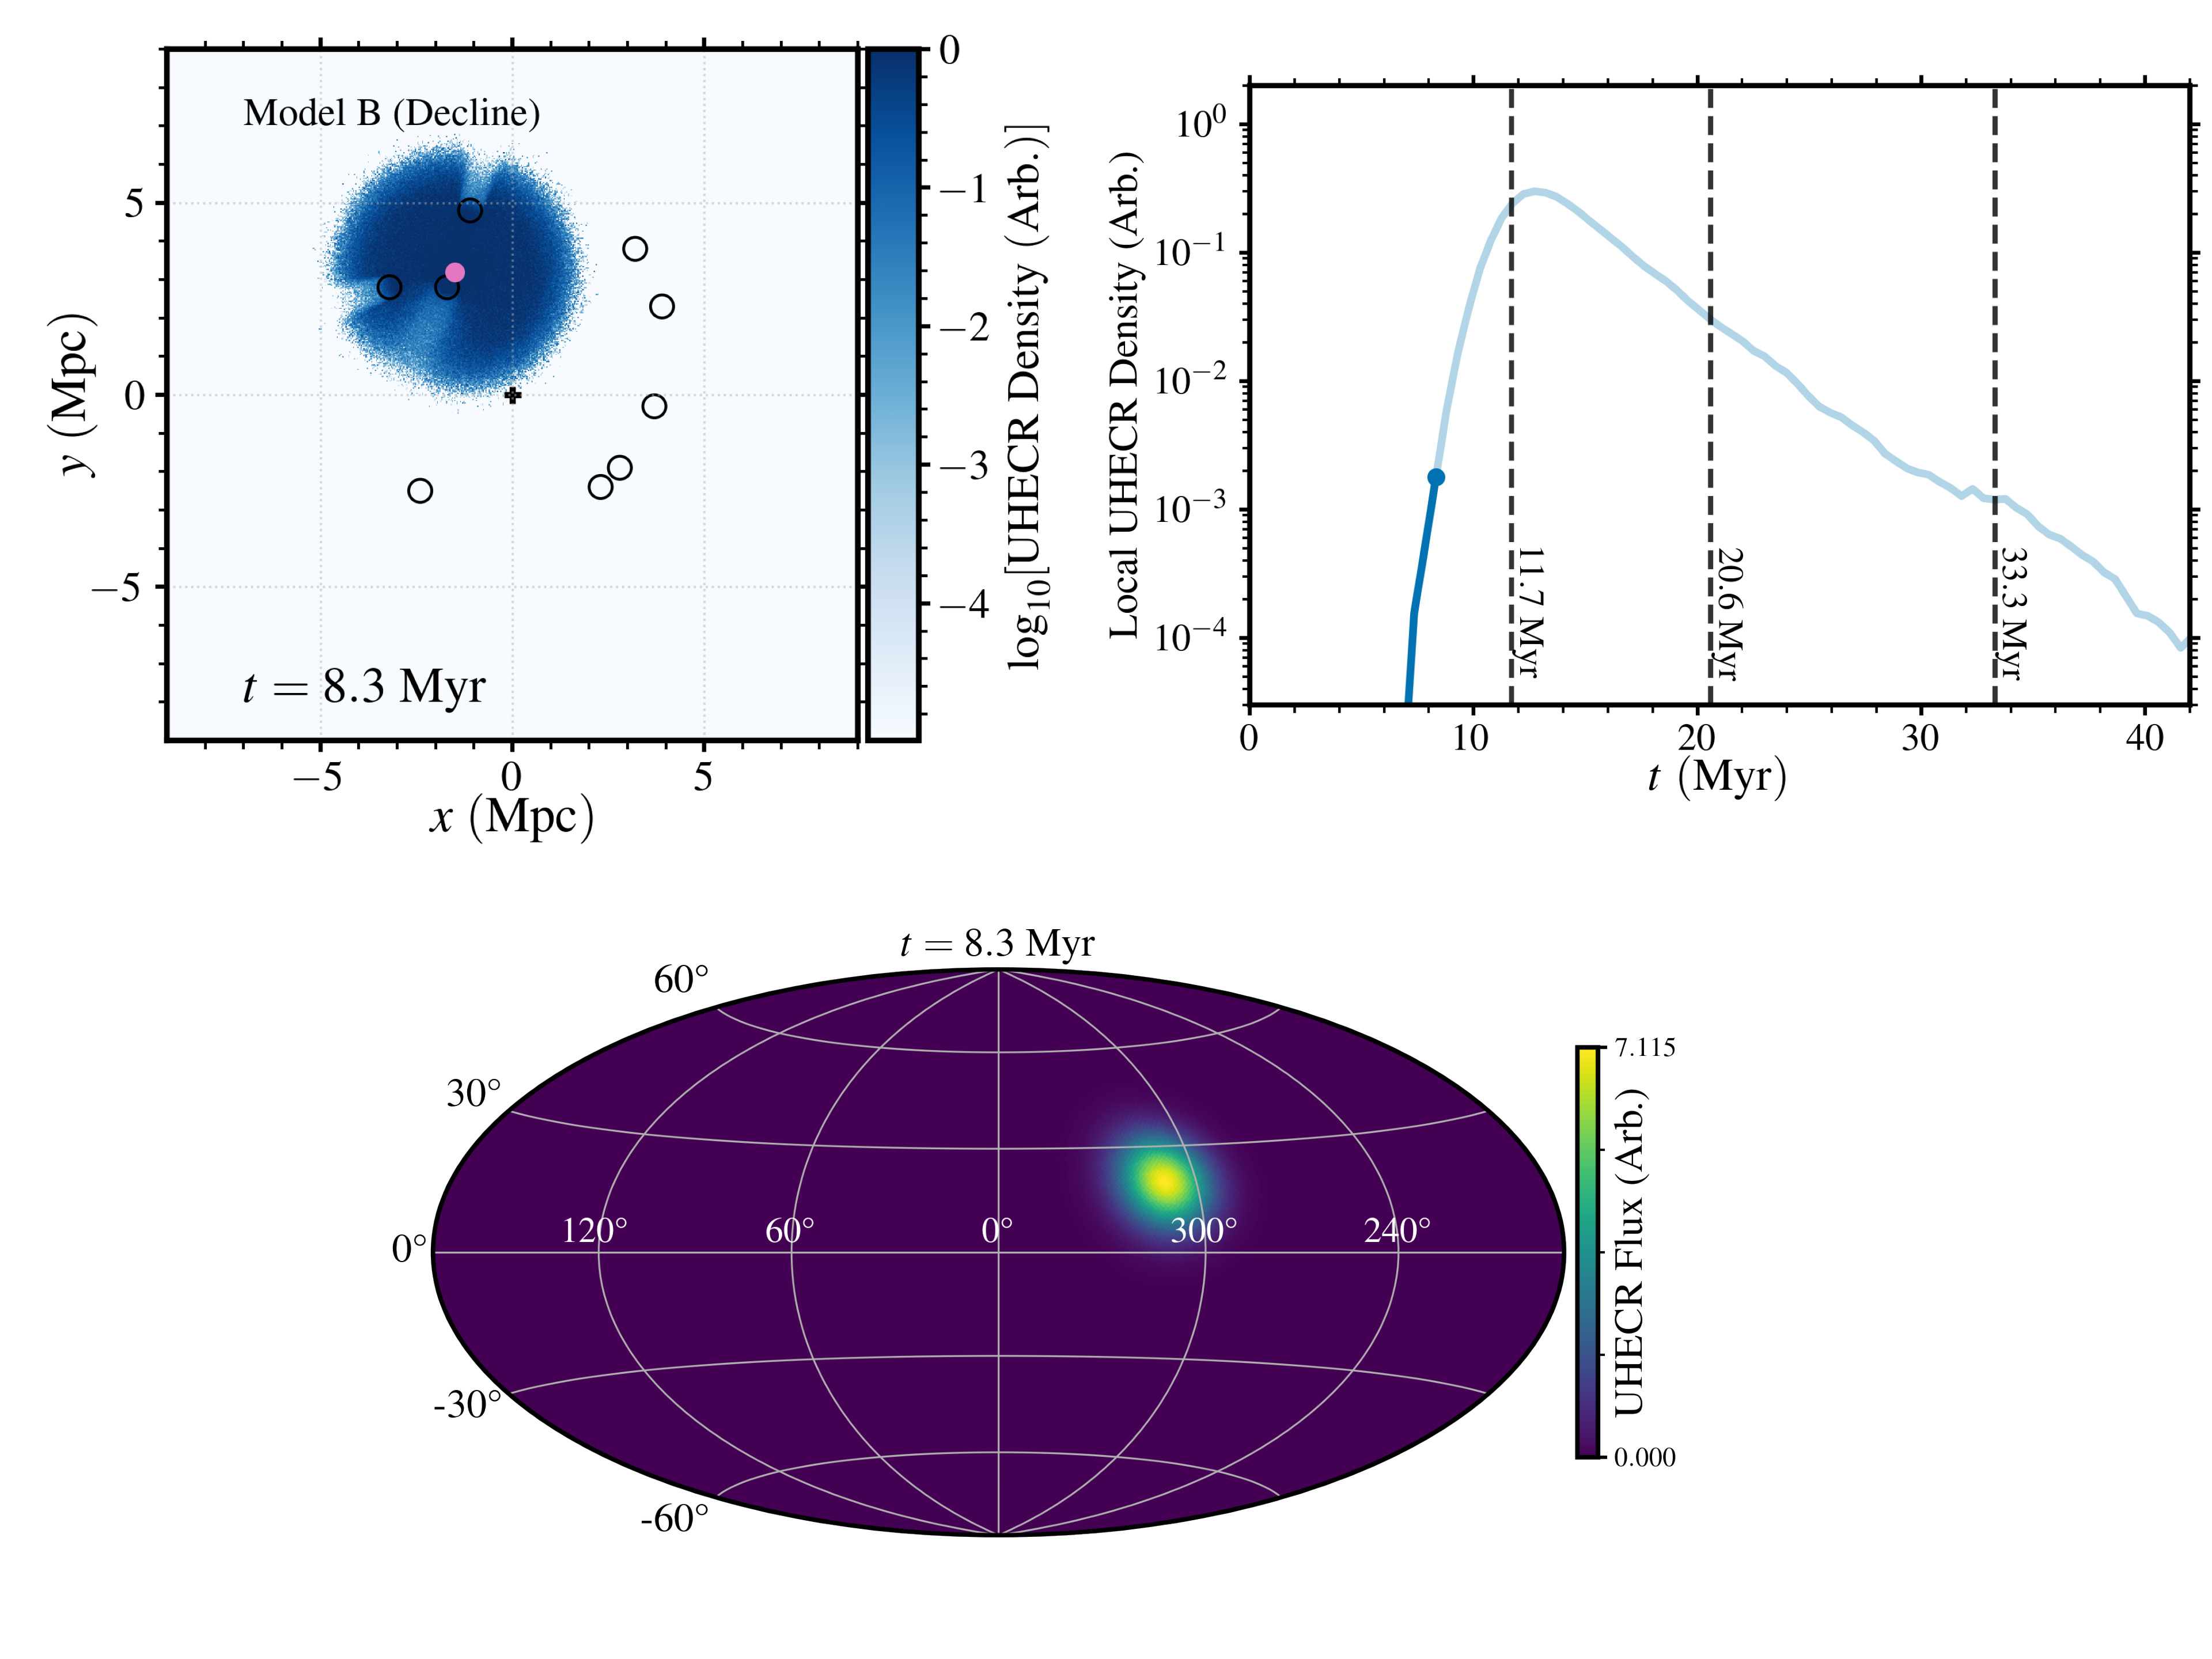 Model B (Decline)
t = 8.3 Myr
5
0
−5
y (Mpc)
−5
0
5
x (Mpc)
0
−1
−2
−3
−4
log10[UHECR Density (Arb.)]
10^0
10^−1
10^−2
10^−3
10^−4
Local UHECR Density (Arb.)
11.7 Myr
20.6 Myr
33.3 Myr
0
10
20
30
40
t (Myr)
t = 8.3 Myr
60°
30°
0°
-30°
-60°
120°
60°
0°
300°
240°
7.115
0.000
UHECR Flux (Arb.)